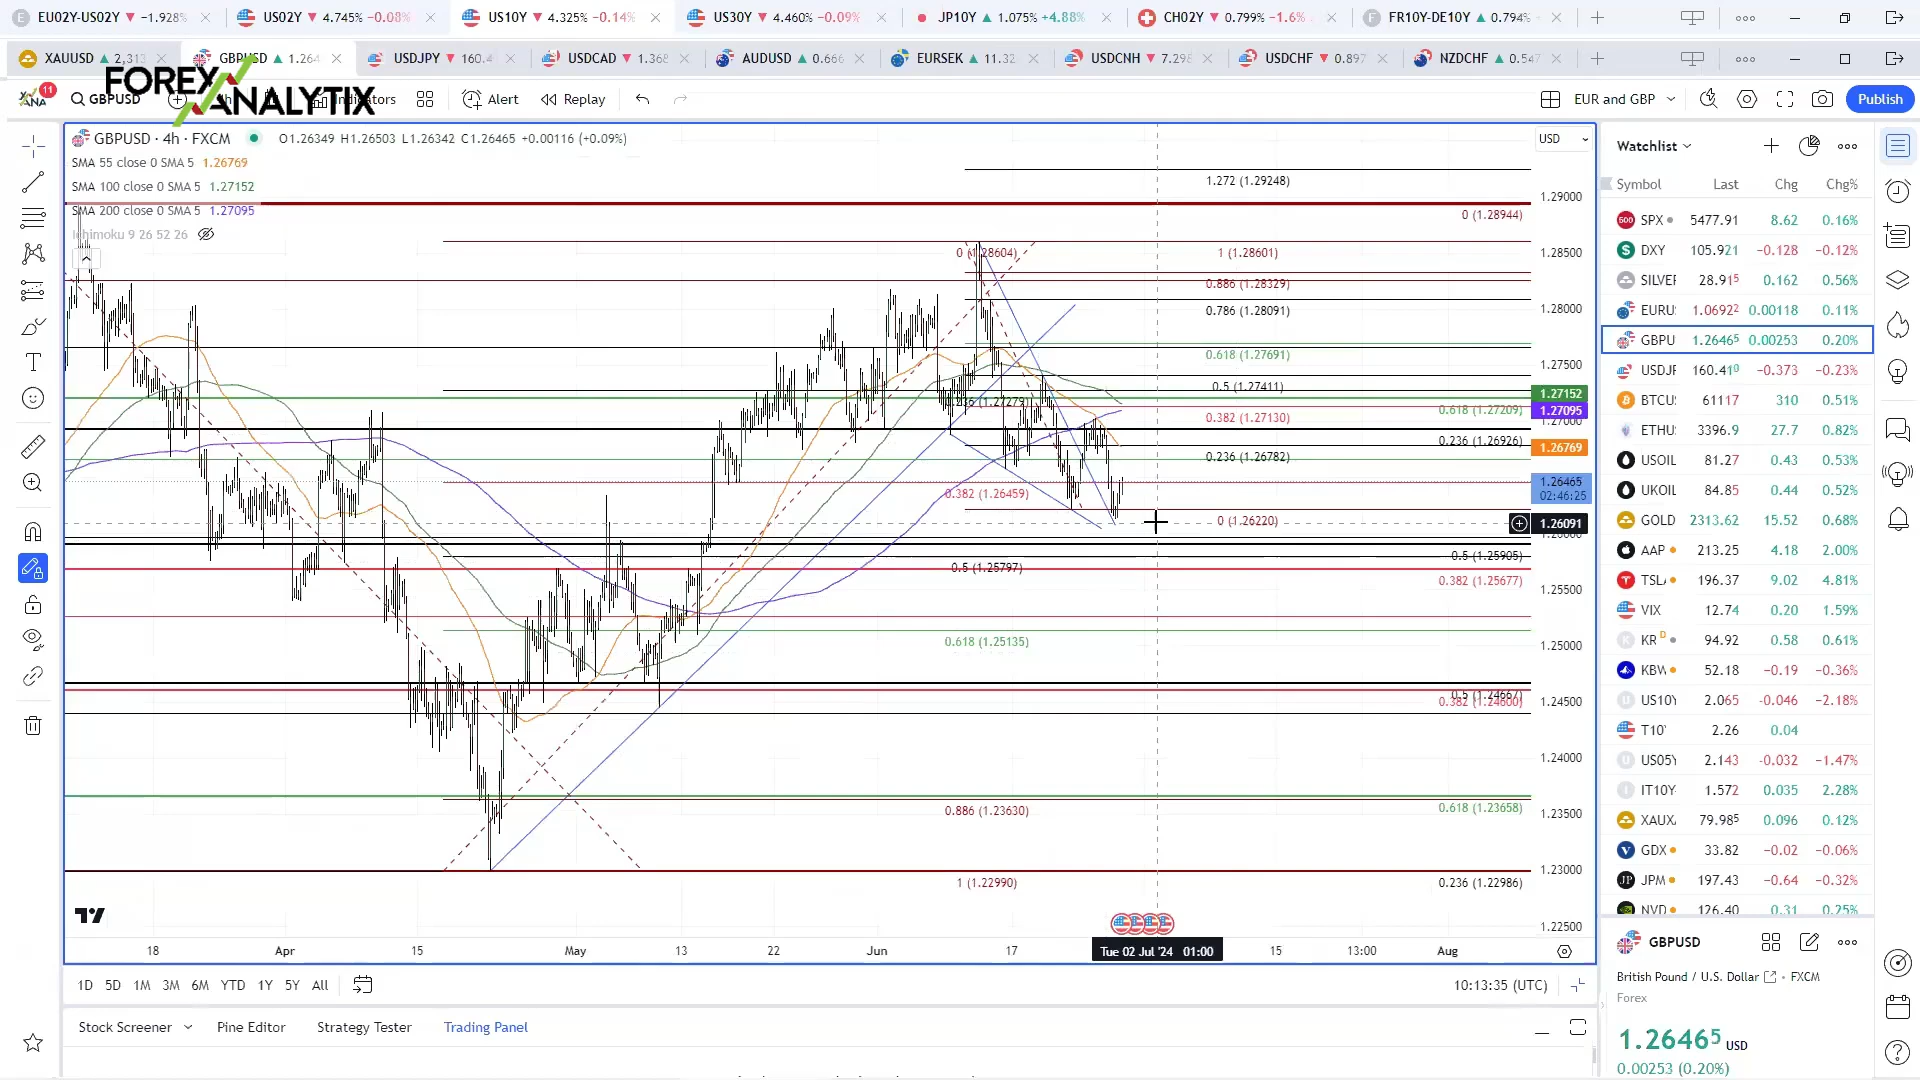 EU02Y-US02Y ▼ −1.928%
US02Y ▼ 4.745% −0.08%
US10Y ▼ 4.325% −0.14%
US30Y ▼ 4.460% −0.09%
JP10Y ▲ 1.075% +4.88%
CH02Y ▼ 0.799% −1.6%
FR10Y-DE10Y ▲ 0.794%
XAUUSD ▲ 2,313
GBPUSD ▲ 1.264
USDJPY ▼ 160.4
USDCAD ▼ 1.368
AUDUSD ▲ 0.666
EURSEK ▲ 11.32
USDCNH ▼ 7.295
USDCHF ▼ 0.897
NZDCHF ▲ 0.547
FOREX
ANALYTIX
11
GBPUSD
Indicators
Alert
Replay
EUR and GBP
Publish
GBPUSD · 4h · FXCM
O1.26349 H1.26503 L1.26342 C1.26465 +0.00116 (+0.09%)
SMA 55 close 0 SMA 5 1.26769
SMA 100 close 0 SMA 5 1.27152
SMA 200 close 0 SMA 5 1.27095
Ichimoku 9 26 52 26
USD
1.272 (1.29248)
0 (1.28944)
0 (1.28604)
1 (1.28601)
0.886 (1.28329)
0.786 (1.28091)
0.618 (1.27691)
0.5 (1.27411)
0.236 (1.27279)
0.618 (1.27209)
0.382 (1.27130)
0.236 (1.26926)
0.236 (1.26782)
0.382 (1.26459)
0 (1.26220)
0.5 (1.25905)
0.5 (1.25797)
0.382 (1.25677)
0.618 (1.25135)
0.5 (1.24667)
0.382 (1.24600)
0.886 (1.23630)
0.618 (1.23658)
1 (1.22990)
0.236 (1.22986)
1.29000
1.28500
1.28000
1.27500
1.27152
1.27095
1.27000
1.26769
1.26465
02:46:25
1.26091
1.26000
1.25500
1.25000
1.24500
1.24000
1.23500
1.23000
1.22500
18 Apr 15 May 13 22 Jun 17
Tue 02 Jul '24 01:00
15 13:00 Aug
1D 5D 1M 3M 6M YTD 1Y 5Y All
10:13:35 (UTC)
Stock Screener
Pine Editor
Strategy Tester
Trading Panel
Watchlist
Symbol Last Chg Chg%
500 SPX 5477.91 8.62 0.16%
DXY 105.921 −0.128 −0.12%
SILVER 28.915 0.162 0.56%
EURU: 1.06922 0.00118 0.11%
GBPU 1.26465 0.00253 0.20%
USDJF 160.410 −0.373 −0.23%
BTCU: 61117 310 0.51%
ETHU: 3396.9 27.7 0.82%
USOIL 81.27 0.43 0.53%
UKOIL 84.85 0.44 0.52%
GOLD 2313.62 15.52 0.68%
AAP 213.25 4.18 2.00%
TSL 196.37 9.02 4.81%
VIX 12.74 0.20 1.59%
KR D 94.92 0.58 0.61%
KBW 52.18 −0.19 −0.36%
US10Y 2.065 −0.046 −2.18%
T10Y 2.26 0.04
US05Y 2.143 −0.032 −1.47%
IT10Y 1.572 0.035 2.28%
XAUX 79.985 0.096 0.12%
GDX 33.82 −0.02 −0.06%
JPM 197.43 −0.64 −0.32%
NVD 126.40 0.31 0.25%
GBPUSD
British Pound / U.S. Dollar · FXCM
Forex
1.26465 USD
0.00253 (0.20%)